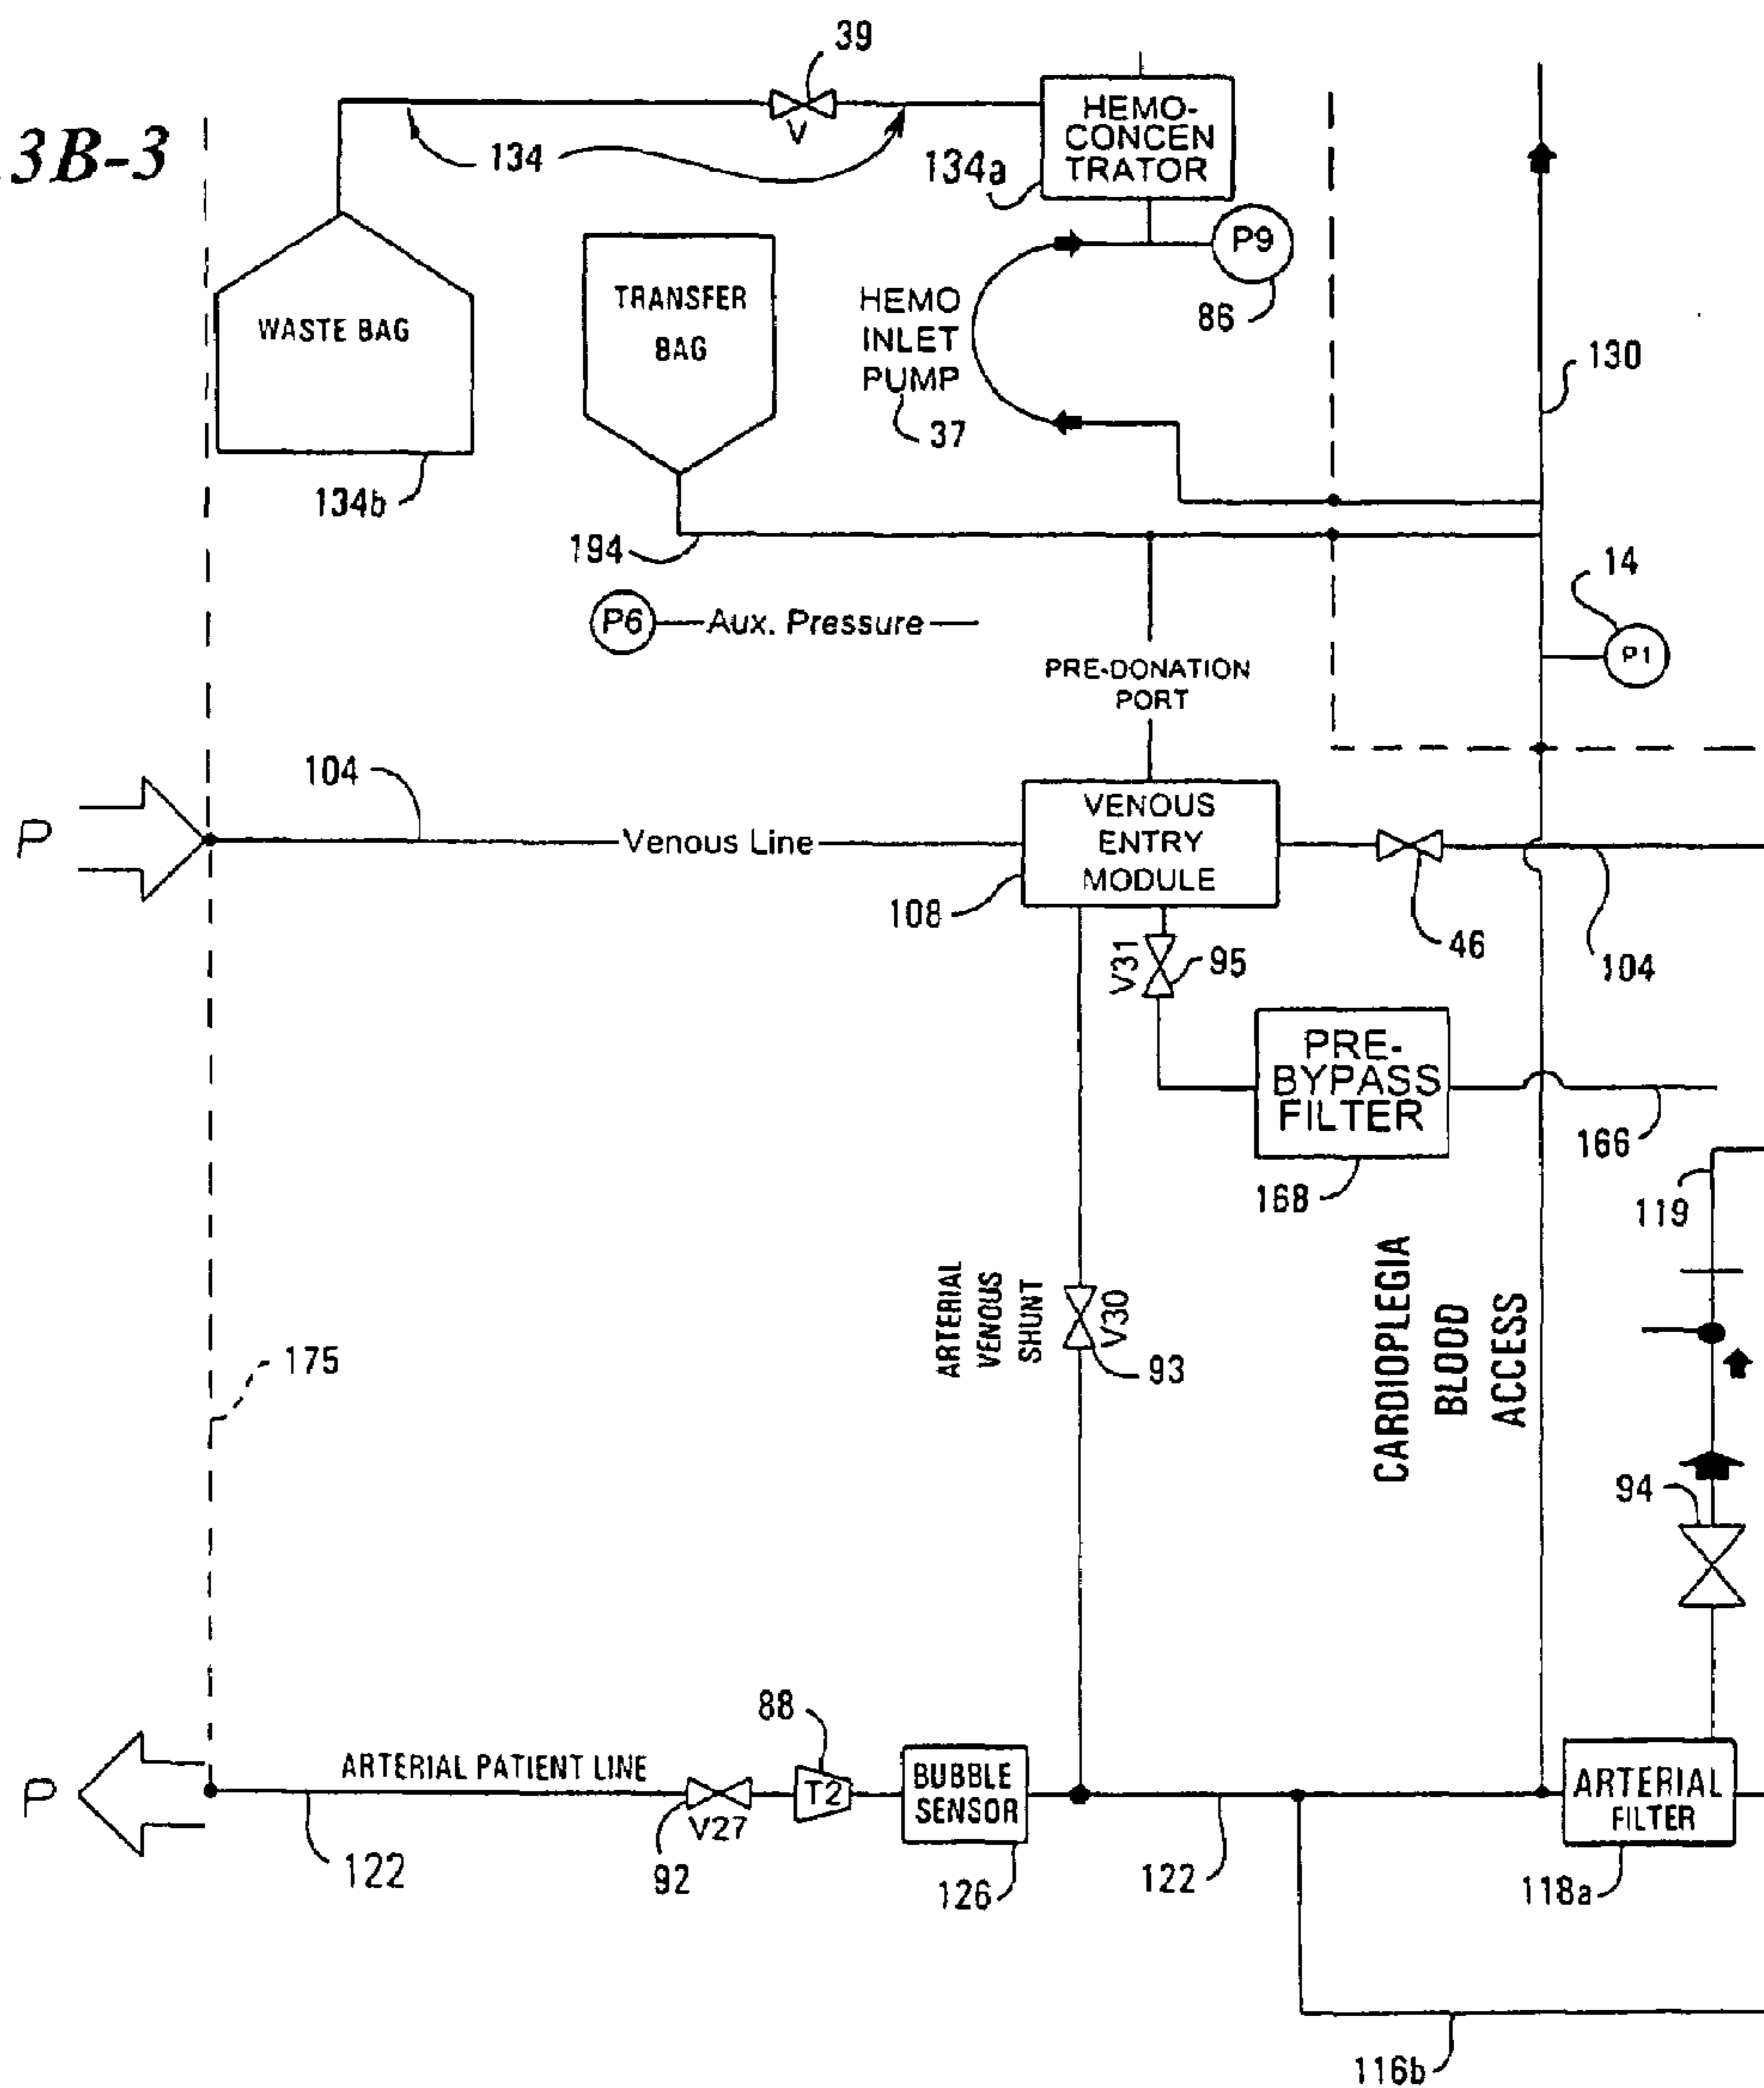 39
3B-3
134
V
134a
HEMO-
CONCEN
TRATOR
P9
86
WASTE BAG
134b
TRANSFER
BAG
HEMO
INLET
PUMP
37
130
194
14
P6
Aux. Pressure
P1
PRE-DONATION
PORT
P
104
Venous Line
VENOUS
ENTRY
MODULE
108
46
104
V31
95
PRE-
BYPASS
FILTER
168
166
119
ARTERIAL
VENOUS
SHUNT
V30
93
CARDIOPLEGIA
BLOOD
ACCESS
175
94
88
P
ARTERIAL PATIENT LINE
122
V27
92
T2
BUBBLE
SENSOR
126
122
ARTERIAL
FILTER
118a
116b